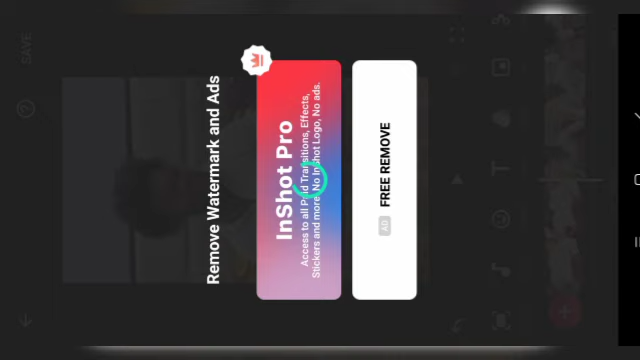 SAVE
Remove Watermark and Ads
InShot Pro
Access to all Paid Transitions, Effects,
Stickers and more. No InShot Logo, No ads.
AD FREE REMOVE